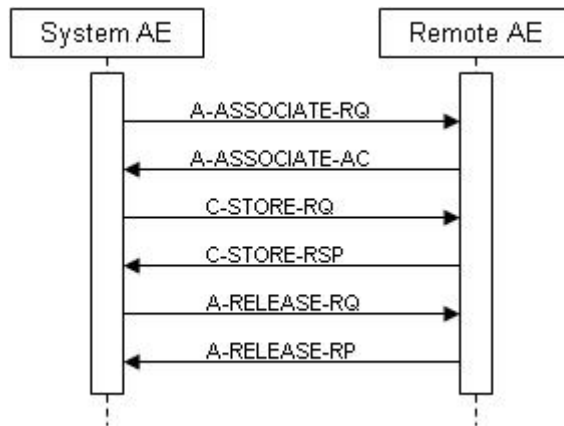 System AE
Remote AE
A-ASSOCIATE-RQ
A-ASSOCIATE-AC
C-STORE-RQ
C-STORE-RSP
A-RELEASE-RQ
A-RELEASE-RP